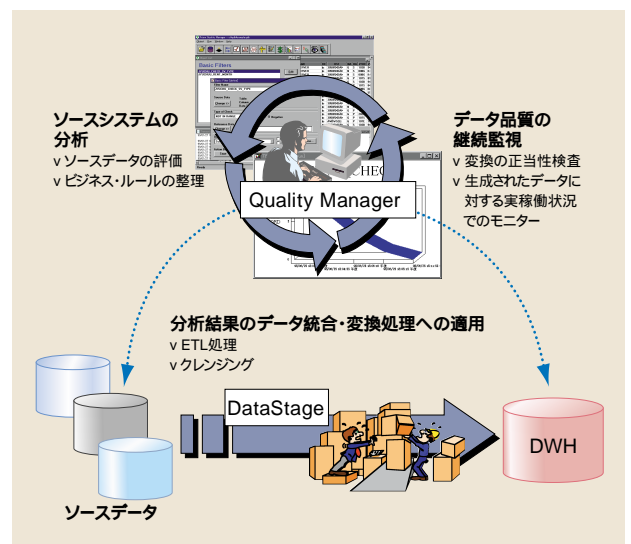 Basic Filters
ソースシステムの
分析
v ソースデータの評価
v ビジネス・ルールの整理
データ品質の
継続監視
v 変換の正当性検査
v 生成されたデータに
対する実稼働状況
でのモニター
Quality Manager
分析結果のデータ統合・変換処理への適用
v ETL処理
v クレンジング
DataStage
DWH
ソースデータ